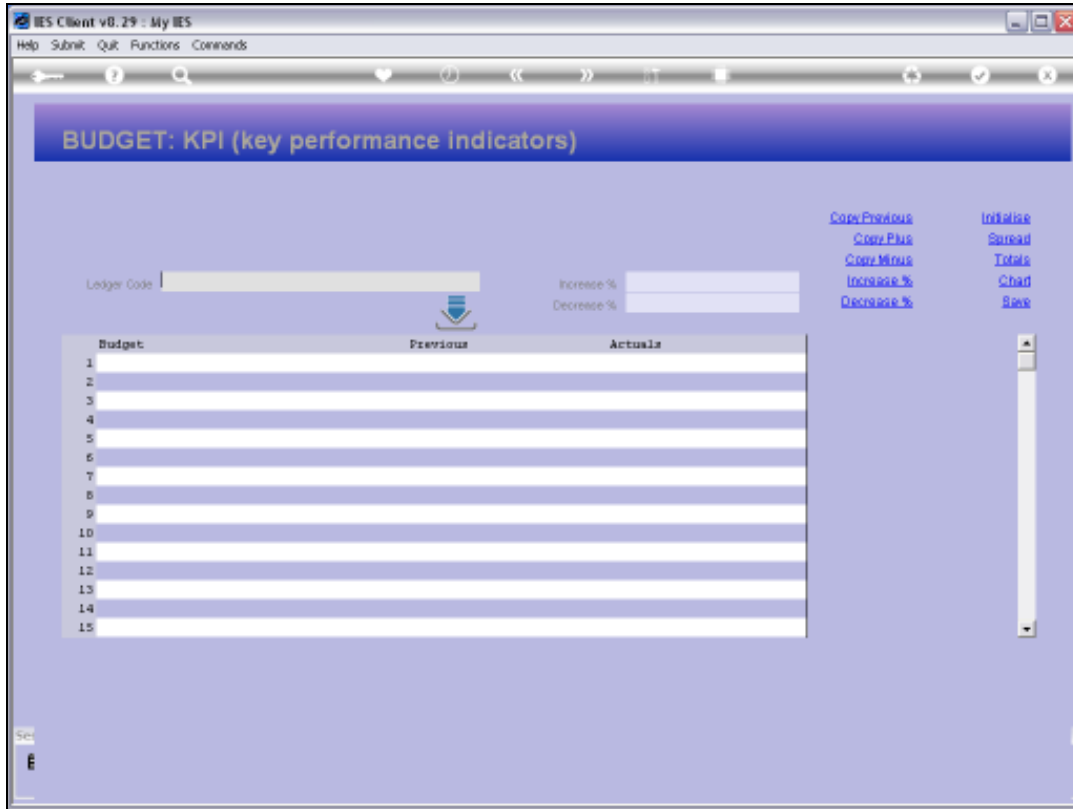 IES Client v8.29 : My IES
Help Submit Quit Functions Commands
BUDGET: KPI (key performance indicators)
Copy Previous Initialise
Copy Plus Spread
Copy Minus Totals
Ledger Code Increase % Increase % Chart
Decrease % Decrease % Save
Budget Previous Actuals
1
2
3
4
5
6
7
8
9
10
11
12
13
14
15